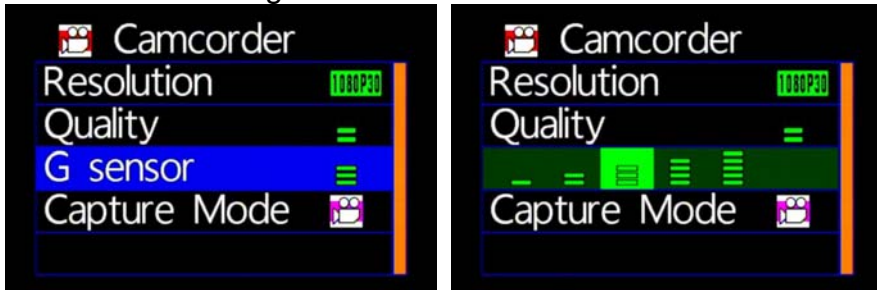 Camcorder
Resolution 1080P30
Quality
G sensor
Capture Mode
Camcorder
Resolution 1080P30
Quality
Capture Mode